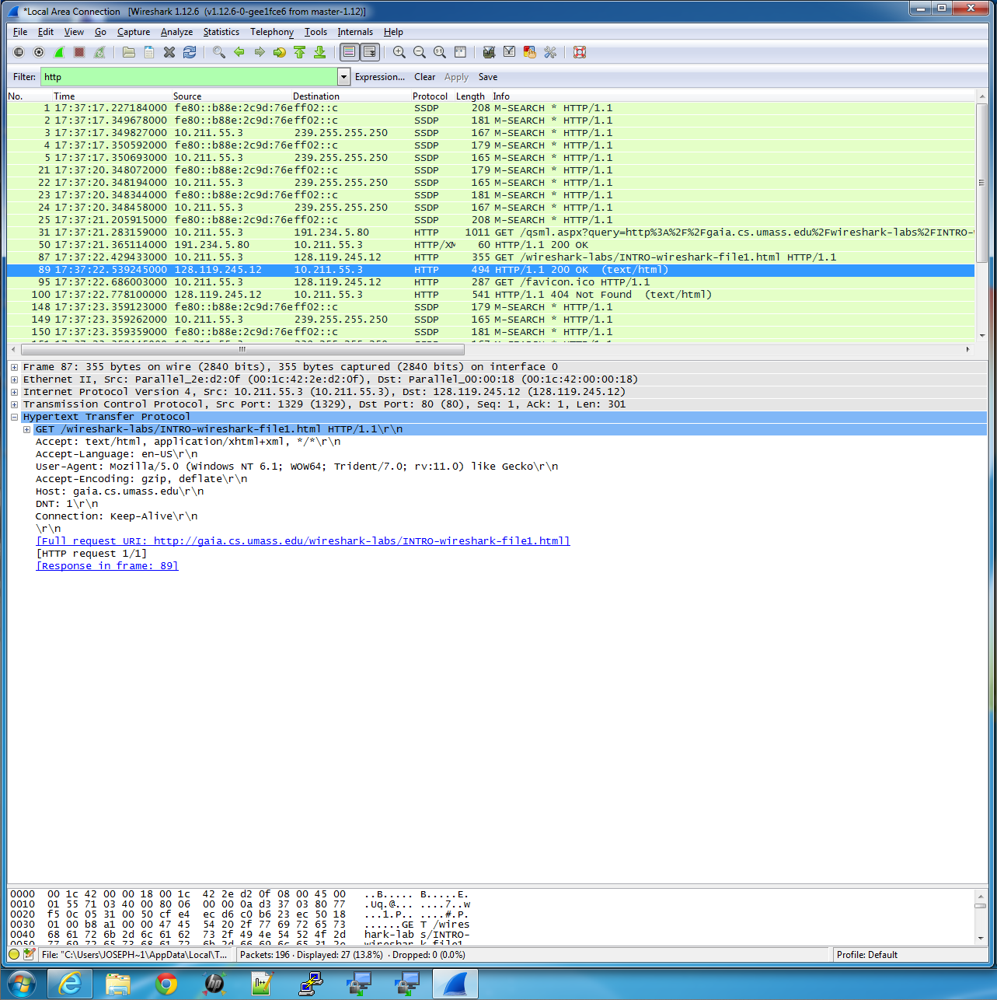 *Local Area Connection   [Wireshark 1.12.6  (v1.12.6-0-gee1fce6 from master-1.12)]
File Edit View Go Capture Analyze Statistics Telephony Tools Internals Help
Filter: http Expression... Clear Apply Save
No. Time Source Destination Protocol Length Info
1 17:37:17.227184000 fe80::b88e:2c9d:76e ff02::c SSDP 208 M-SEARCH * HTTP/1.1
2 17:37:17.349678000 fe80::b88e:2c9d:76e ff02::c SSDP 181 M-SEARCH * HTTP/1.1
3 17:37:17.349827000 10.211.55.3 239.255.255.250 SSDP 167 M-SEARCH * HTTP/1.1
4 17:37:17.350592000 fe80::b88e:2c9d:76e ff02::c SSDP 179 M-SEARCH * HTTP/1.1
5 17:37:17.350693000 10.211.55.3 239.255.255.250 SSDP 165 M-SEARCH * HTTP/1.1
21 17:37:20.348072000 fe80::b88e:2c9d:76e ff02::c SSDP 179 M-SEARCH * HTTP/1.1
22 17:37:20.348194000 10.211.55.3 239.255.255.250 SSDP 165 M-SEARCH * HTTP/1.1
23 17:37:20.348344000 fe80::b88e:2c9d:76e ff02::c SSDP 181 M-SEARCH * HTTP/1.1
24 17:37:20.348458000 10.211.55.3 239.255.255.250 SSDP 167 M-SEARCH * HTTP/1.1
25 17:37:21.205915000 fe80::b88e:2c9d:76e ff02::c SSDP 208 M-SEARCH * HTTP/1.1
31 17:37:21.283159000 10.211.55.3 191.234.5.80 HTTP 1011 GET /qsml.aspx?query=http%3A%2F%2Fgaia.cs.umass.edu%2Fwireshark-labs%2FINTRO-
50 17:37:21.365114000 191.234.5.80 10.211.55.3 HTTP/XM 60 HTTP/1.1 200 OK
87 17:37:22.429433000 10.211.55.3 128.119.245.12 HTTP 355 GET /wireshark-labs/INTRO-wireshark-file1.html HTTP/1.1
89 17:37:22.539245000 128.119.245.12 10.211.55.3 HTTP 494 HTTP/1.1 200 OK  (text/html)
95 17:37:22.686003000 10.211.55.3 128.119.245.12 HTTP 287 GET /favicon.ico HTTP/1.1
100 17:37:22.778100000 128.119.245.12 10.211.55.3 HTTP 541 HTTP/1.1 404 Not Found  (text/html)
148 17:37:23.359123000 fe80::b88e:2c9d:76e ff02::c SSDP 179 M-SEARCH * HTTP/1.1
149 17:37:23.359262000 10.211.55.3 239.255.255.250 SSDP 165 M-SEARCH * HTTP/1.1
150 17:37:23.359359000 fe80::b88e:2c9d:76e ff02::c SSDP 181 M-SEARCH * HTTP/1.1
Frame 87: 355 bytes on wire (2840 bits), 355 bytes captured (2840 bits) on interface 0
Ethernet II, Src: Parallel_2e:d2:0f (00:1c:42:2e:d2:0f), Dst: Parallel_00:00:18 (00:1c:42:00:00:18)
Internet Protocol Version 4, Src: 10.211.55.3 (10.211.55.3), Dst: 128.119.245.12 (128.119.245.12)
Transmission Control Protocol, Src Port: 1329 (1329), Dst Port: 80 (80), Seq: 1, Ack: 1, Len: 301
Hypertext Transfer Protocol
GET /wireshark-labs/INTRO-wireshark-file1.html HTTP/1.1\r\n
Accept: text/html, application/xhtml+xml, */*\r\n
Accept-Language: en-US\r\n
User-Agent: Mozilla/5.0 (Windows NT 6.1; WOW64; Trident/7.0; rv:11.0) like Gecko\r\n
Accept-Encoding: gzip, deflate\r\n
Host: gaia.cs.umass.edu\r\n
DNT: 1\r\n
Connection: Keep-Alive\r\n
\r\n
[Full request URI: http://gaia.cs.umass.edu/wireshark-labs/INTRO-wireshark-file1.html]
[HTTP request 1/1]
[Response in frame: 89]
0000  00 1c 42 00 00 18 00 1c  42 2e d2 0f 08 00 45 00   ..B..... B.....E.
0010  01 55 71 03 40 00 80 06  00 00 0a d3 37 03 80 77   .Uq.@... ....7..w
0020  f5 0c 05 31 00 50 cf e4  ec d6 c0 b6 23 ec 50 18   ...1.P.. ....#.P.
0030  01 00 b8 a1 00 00 47 45  54 20 2f 77 69 72 65 73   ......GE T /wires
0040  68 61 72 6b 2d 6c 61 62  73 2f 49 4e 54 52 4f 2d   hark-lab s/INTRO-
0050  77 69 72 65 73 68 61 72  6b 2d 66 69 6c 65 31 2e   wireshar k-file1.
File: "C:\Users\JOSEPH~1\AppData\Local\T... Packets: 196 · Displayed: 27 (13.8%)  · Dropped: 0 (0.0%) Profile: Default